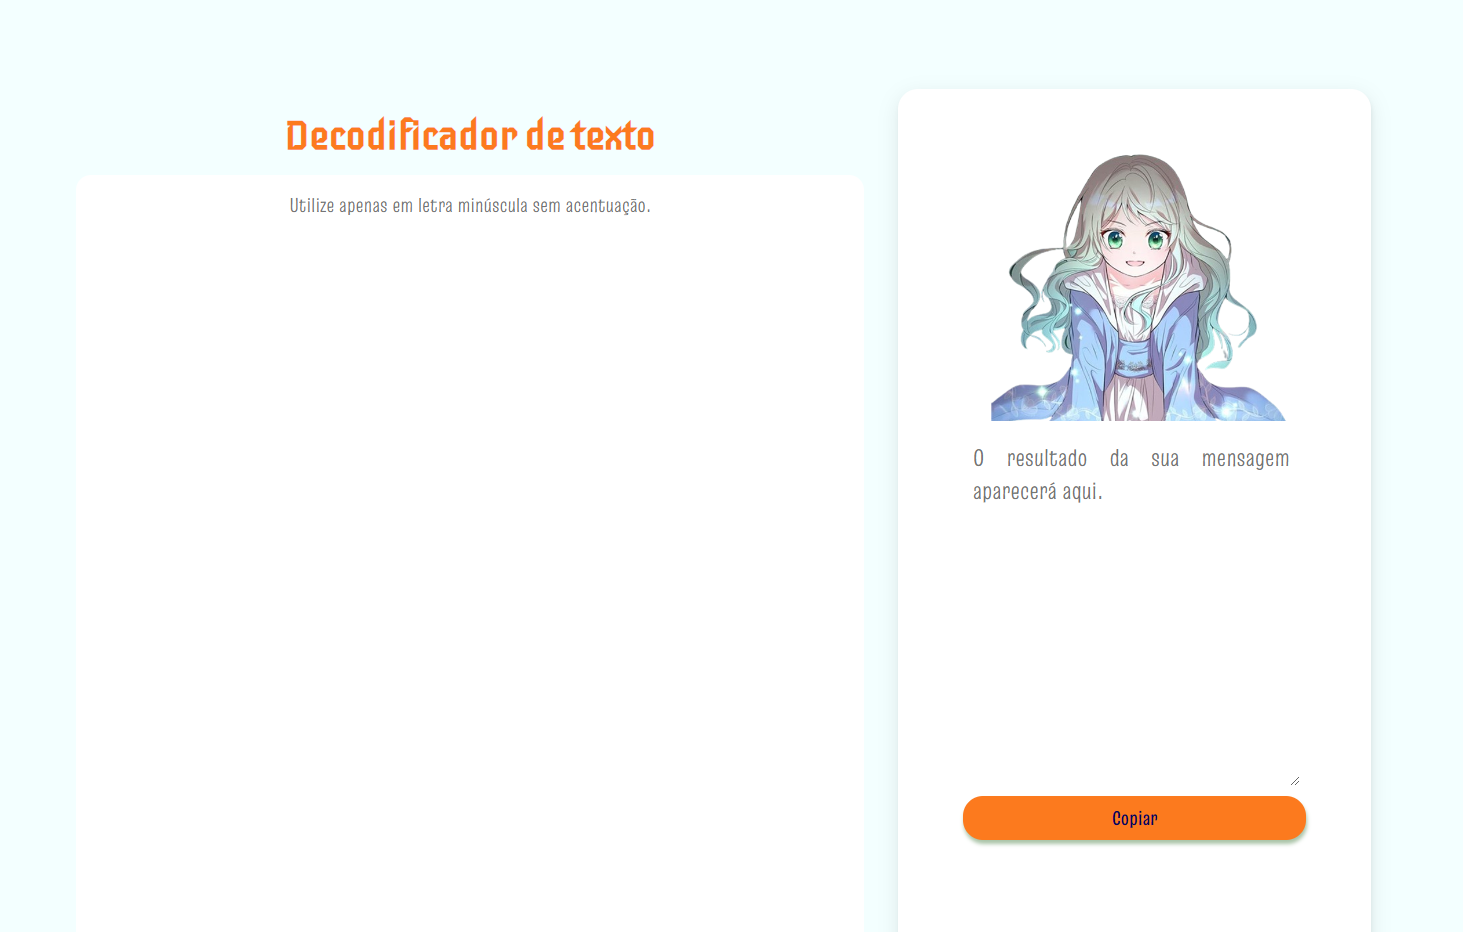 Decodificador de texto
Utilize apenas em letra minúscula sem acentuação.
O resultado da sua mensagem
aparecerá aqui.
Copiar